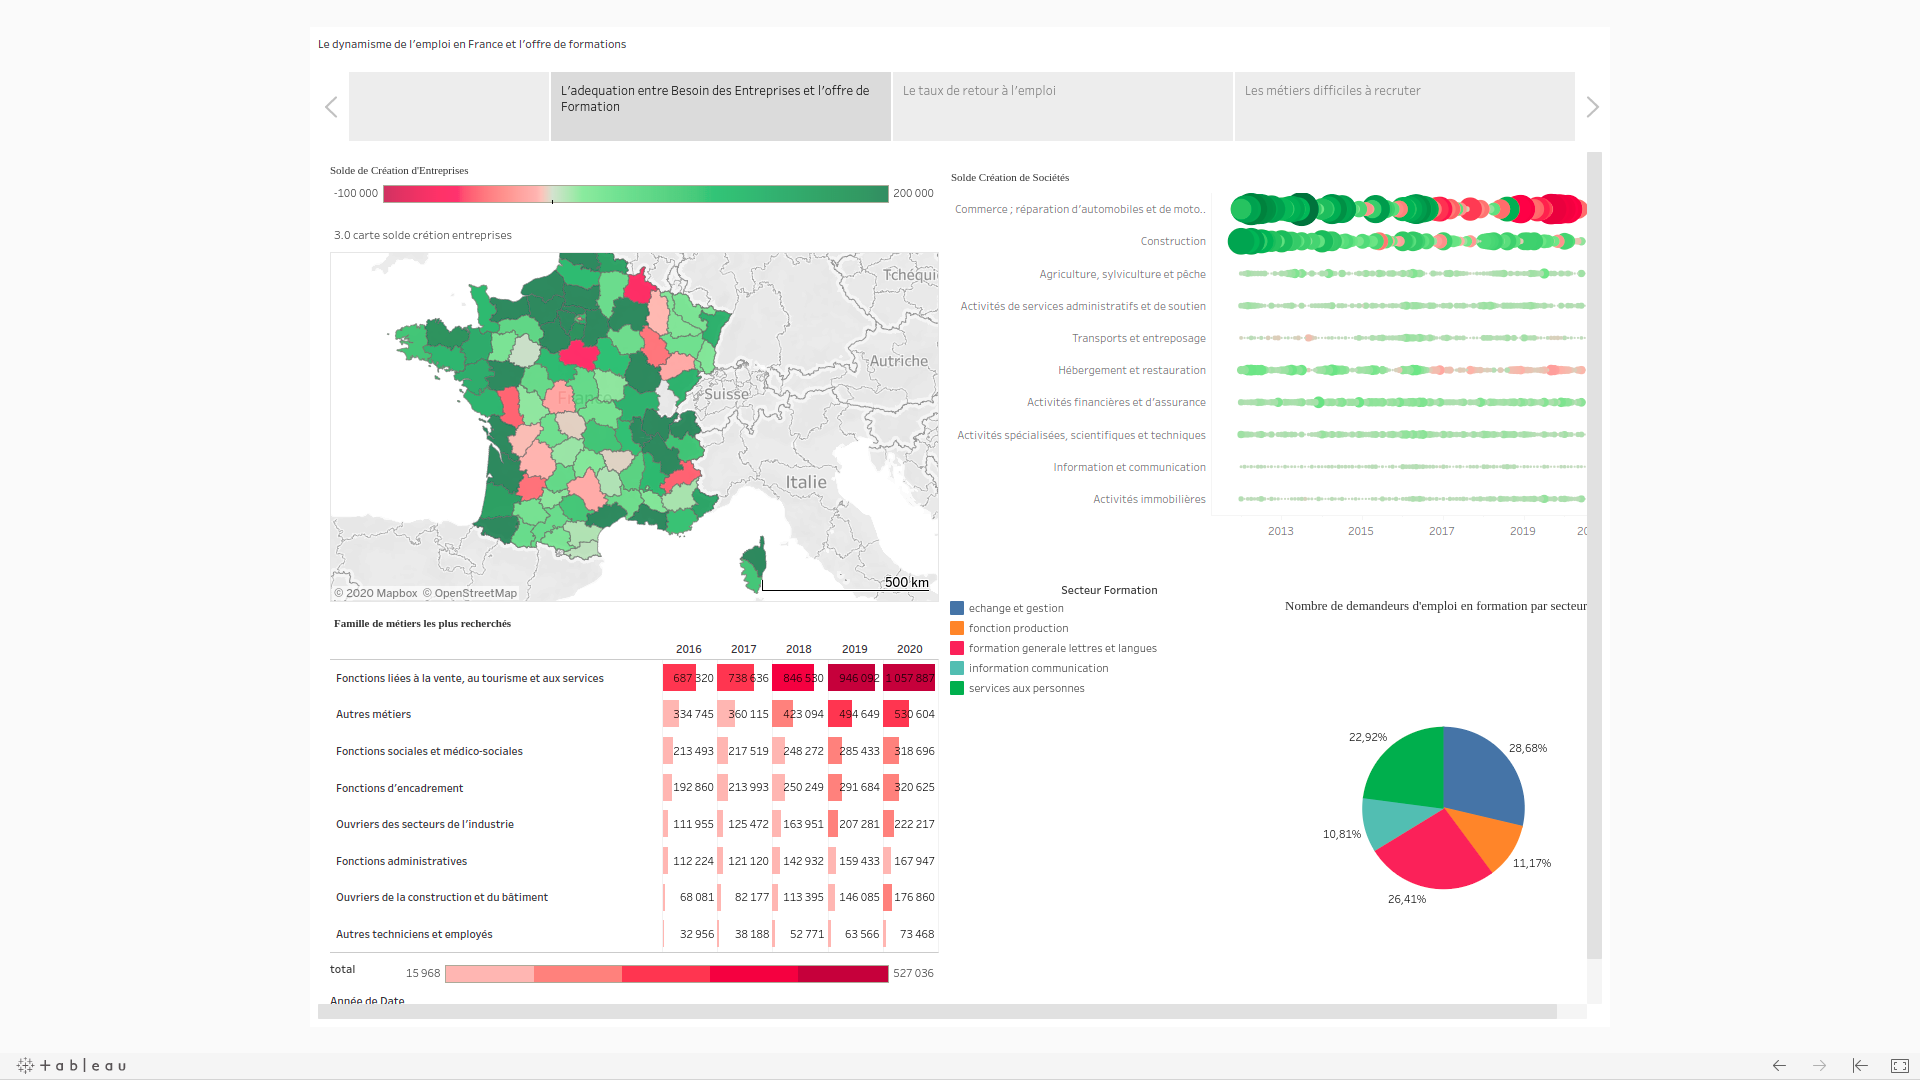 Le dynamisme de l'emploi en France et l'offre de formations
L'adequation entre Besoin des Entreprises et l'offre de
Formation
Le taux de retour à l'emploi
Les métiers difficiles à recruter
Solde de Création d'Entreprises
-100 000
200 000
3.0 carte solde crétion entreprises
Tchéqui
Autriche
France
Suisse
Italie
500 km
© 2020 Mapbox © OpenStreetMap
Solde Création de Sociétés
Commerce ; réparation d'automobiles et de moto..
Construction
Agriculture, sylviculture et pêche
Activités de services administratifs et de soutien
Transports et entreposage
Hébergement et restauration
Activités financières et d'assurance
Activités spécialisées, scientifiques et techniques
Information et communication
Activités immobilières
2013 2015 2017 2019 20
Famille de métiers les plus recherchés
2016 2017 2018 2019 2020
Fonctions liées à la vente, au tourisme et aux services 687 320 738 636 846 530 946 092 1 057 887
Autres métiers 334 745 360 115 423 094 494 649 530 604
Fonctions sociales et médico-sociales 213 493 217 519 248 272 285 433 318 696
Fonctions d'encadrement 192 860 213 993 250 249 291 684 320 625
Ouvriers des secteurs de l'industrie 111 955 125 472 163 951 207 281 222 217
Fonctions administratives 112 224 121 120 142 932 159 433 167 947
Ouvriers de la construction et du bâtiment 68 081 82 177 113 395 146 085 176 860
Autres techniciens et employés 32 956 38 188 52 771 63 566 73 468
total
15 968
527 036
Année de Date
Secteur Formation
echange et gestion
fonction production
formation generale lettres et langues
information communication
services aux personnes
Nombre de demandeurs d'emploi en formation par secteur
22,92%
28,68%
10,81%
11,17%
26,41%
+ableau